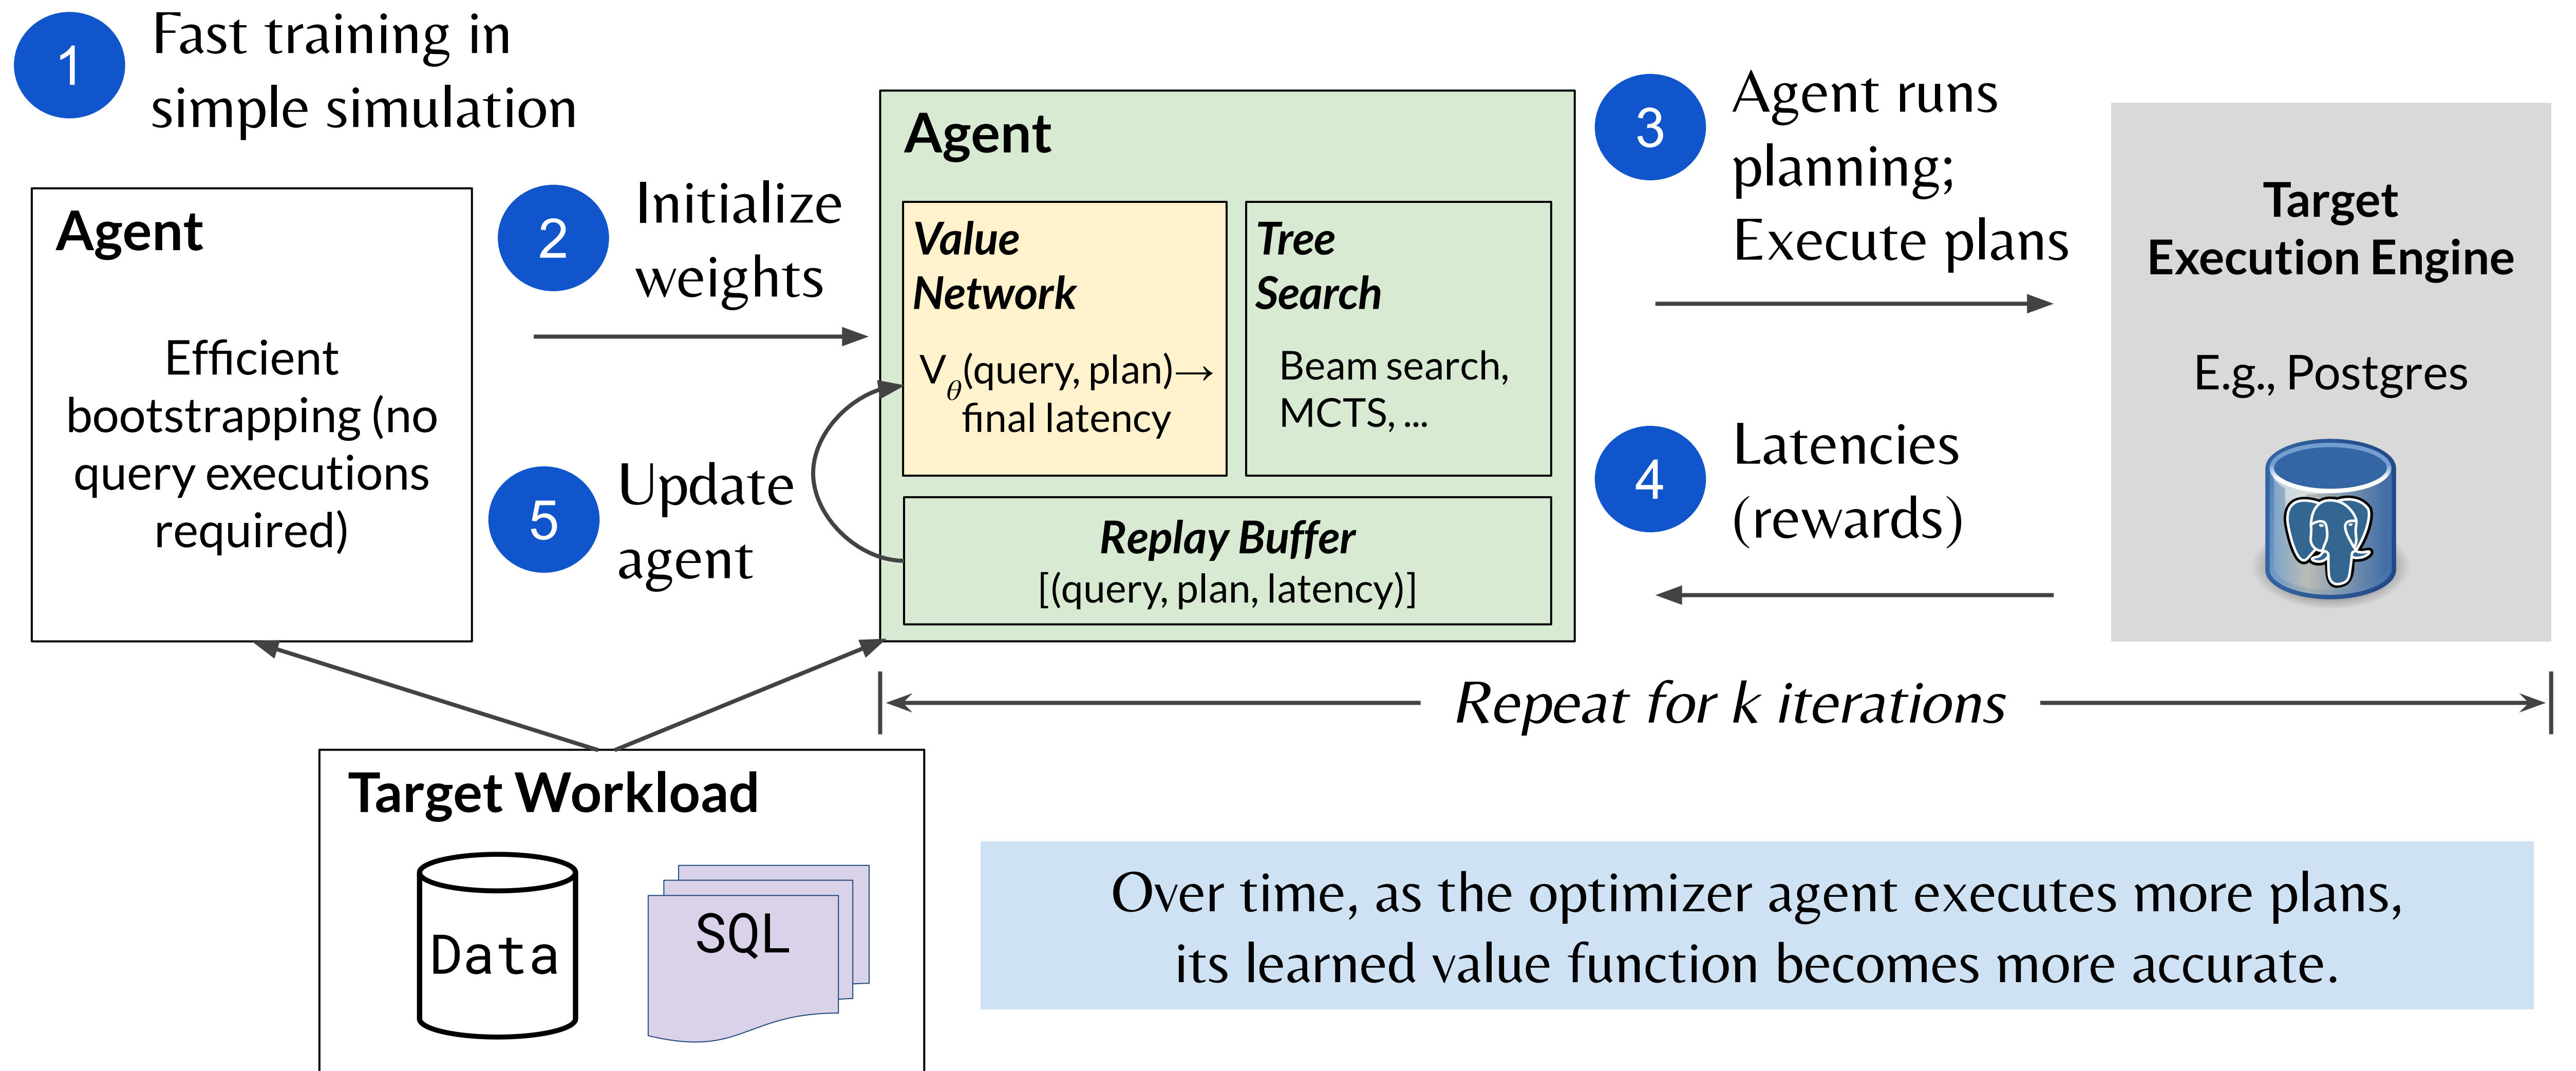 1
Fast training in
simple simulation
Agent
Efficient
bootstrapping (no
query executions
required)
2
Initialize
weights
Agent
Value
Network
Vθ(query, plan)→
final latency
Tree
Search
Beam search,
MCTS, ...
Replay Buffer
[(query, plan, latency)]
3
Agent runs
planning;
Execute plans
Target
Execution Engine
E.g., Postgres
4
Latencies
(rewards)
5
Update
agent
Repeat for k iterations
Target Workload
Data
SQL
Over time, as the optimizer agent executes more plans,
its learned value function becomes more accurate.